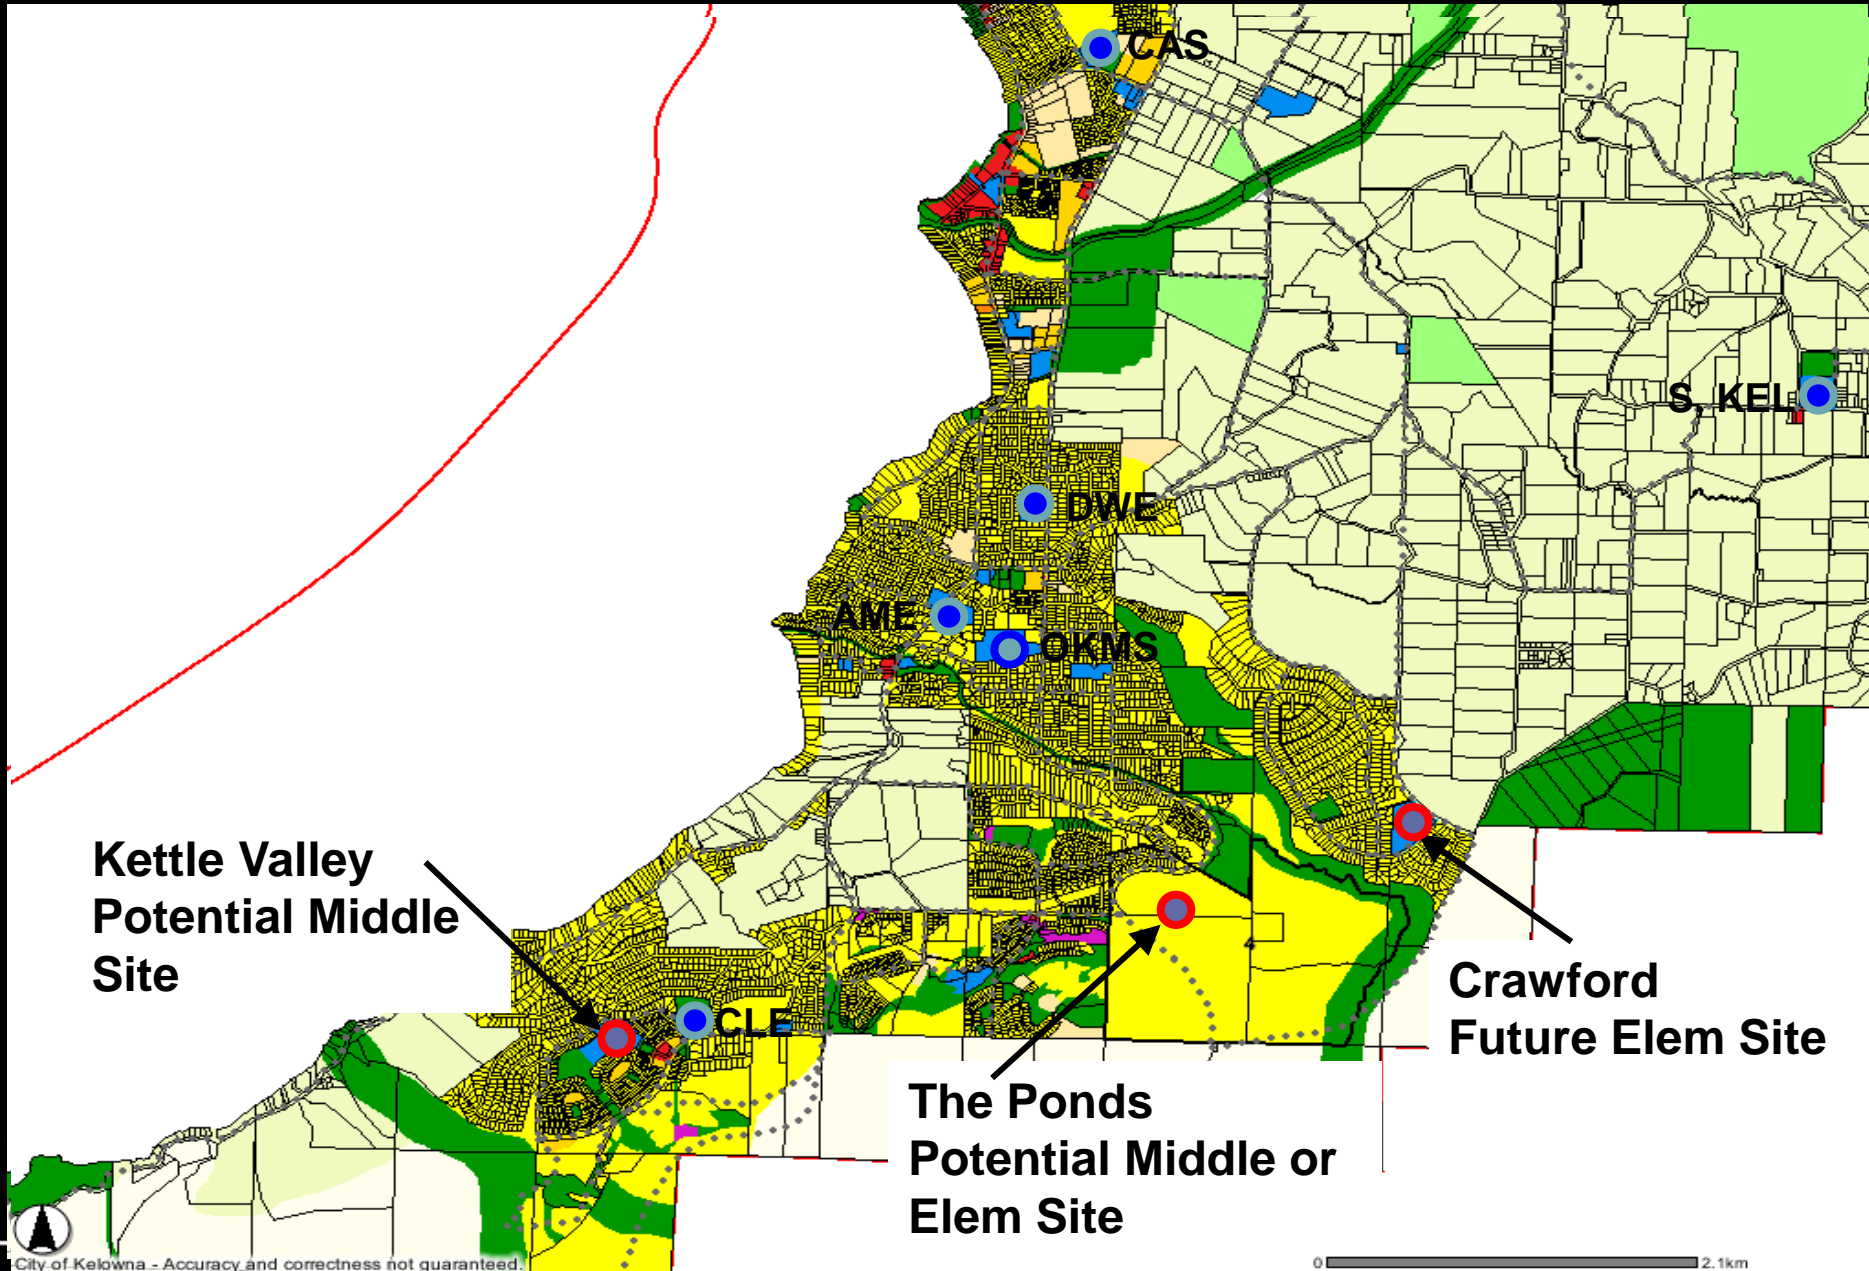 CAS
S. KEL
DWE
AME
OKMS
Kettle Valley
Potential Middle
Site
CLE
4
Crawford
Future Elem Site
The Ponds
Potential Middle or
Elem Site
City of Kelowna - Accuracy and correctness not guaranteed.
0 2.1km